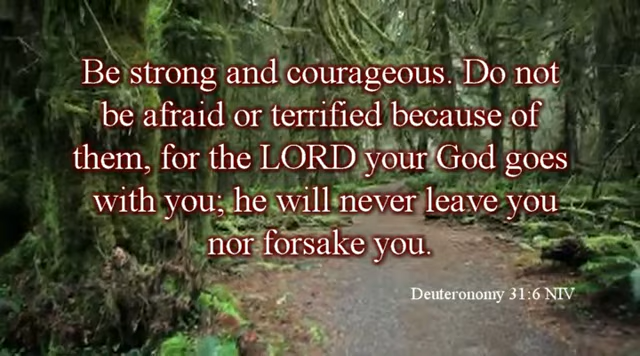 Be strong and courageous. Do not
be afraid or terrified because of
them, for the LORD your God goes
with you; he will never leave you
nor forsake you.
Deuteronomy 31:6 NIV